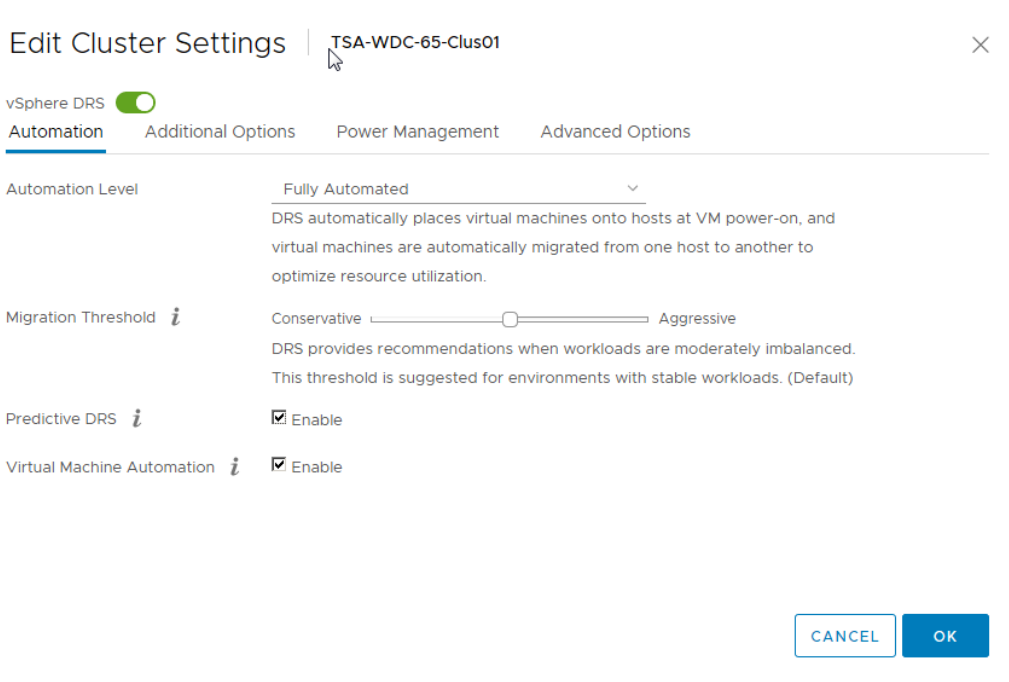 Edit Cluster Settings TSA-WDC-65-Clus01
vSphere DRS
Automation Additional Options Power Management Advanced Options
Automation Level Fully Automated
DRS automatically places virtual machines onto hosts at VM power-on, and
virtual machines are automatically migrated from one host to another to
optimize resource utilization.
Migration Threshold i Conservative Aggressive
DRS provides recommendations when workloads are moderately imbalanced.
This threshold is suggested for environments with stable workloads. (Default)
Predictive DRS i Enable
Virtual Machine Automation i Enable
CANCEL OK